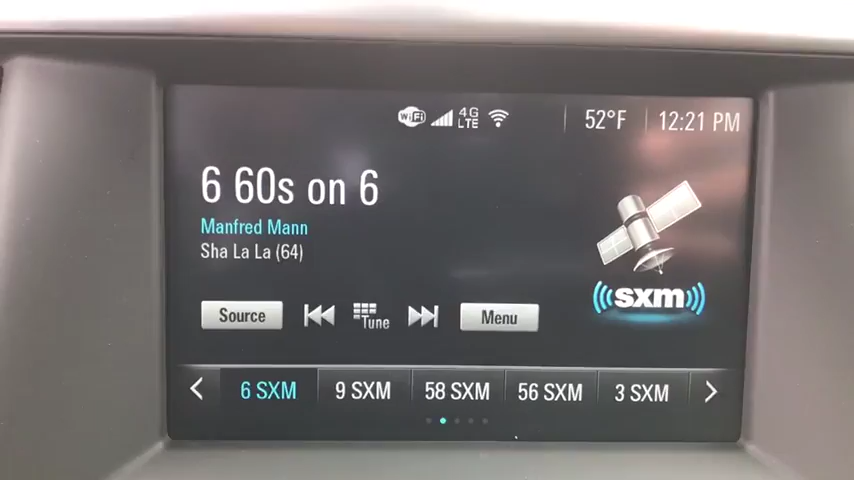 WiFi 4G LTE 52°F 12:21 PM
6 60s on 6
Manfred Mann
Sha La La (64)
sxm
Source Tune Menu
6 SXM 9 SXM 58 SXM 56 SXM 3 SXM